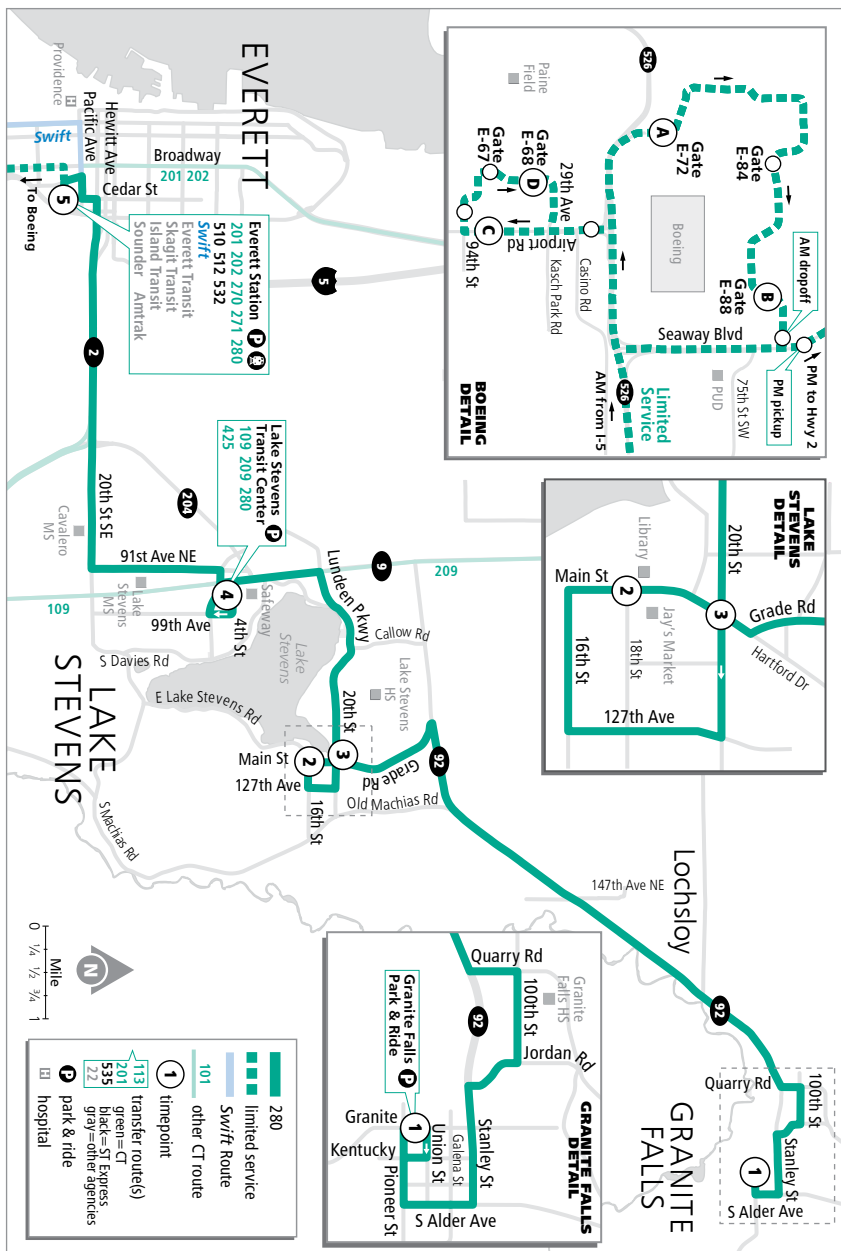 Providence
H
Pacific Ave
Hewitt Ave
Swift
Broadway
201 202
Cedar St
EVERETT
To Boeing
5
Everett Station P
201 202 270 271 280
510 512 532
Swift
Everett Transit
Skagit Transit
Island Transit
Sounder Amtrak
5
2
526
Paine
Field
A
Gate
E-72
Gate
E-84
Gate
E-67
Gate
E-68
D
29th Ave
C
94th St
Airport Rd
Kasch Park Rd
Casino Rd
Boeing
B
Gate
E-88
AM dropoff
PM pickup
PM to Hwy 2
Seaway Blvd
75th St SW
PUD
526
Limited
Service
AM from I-5
BOEING
DETAIL
20th St SE
Cavalero
MS
204
91st Ave NE
Lake
Stevens
MS
Lake Stevens P
Transit Center
109 209 280
425
4
Safeway
4th St
99th Ave
109
9
209
Lundeen Pkwy
Callow Rd
S Davies Rd
Lake
Stevens
E Lake Stevens Rd
LAKE
STEVENS
Lake Stevens
HS
20th St
3
2
Main St
127th Ave
16th St
Grade Rd
Old Machias Rd
S Machias Rd
92
LAKE
STEVENS
DETAIL
20th St
Library
Main St
2
Jay's Market
3
Grade Rd
Hartford Dr
18th St
16th St
127th Ave
147th Ave NE
Lochsloy
92
Quarry Rd
100th St
Stanley St
1
S Alder Ave
GRANITE
FALLS
Quarry Rd
Granite
Falls HS
100th St
92
Jordan Rd
Granite Falls
Park & Ride P
Granite
1
Kentucky
Union St
Galena St
Stanley St
Pioneer St
S Alder Ave
GRANITE FALLS
DETAIL
0 ¼ ½ ¾ 1
Mile
N
280
limited service
Swift Route
101 other CT route
1 timepoint
113 transfer route(s)
201 green=CT
535 black=ST Express
22 gray=other agencies
P park & ride
H hospital